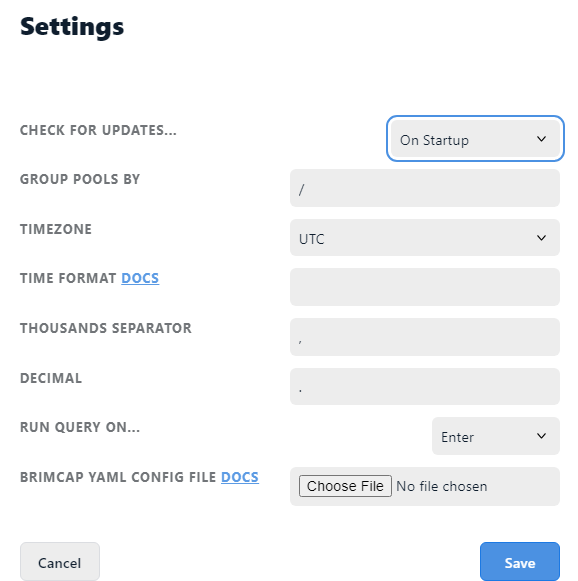 Settings
CHECK FOR UPDATES...
On Startup
GROUP POOLS BY
/
TIMEZONE
UTC
TIME FORMAT DOCS
THOUSANDS SEPARATOR
,
DECIMAL
.
RUN QUERY ON...
Enter
BRIMCAP YAML CONFIG FILE DOCS
Choose File No file chosen
Cancel
Save